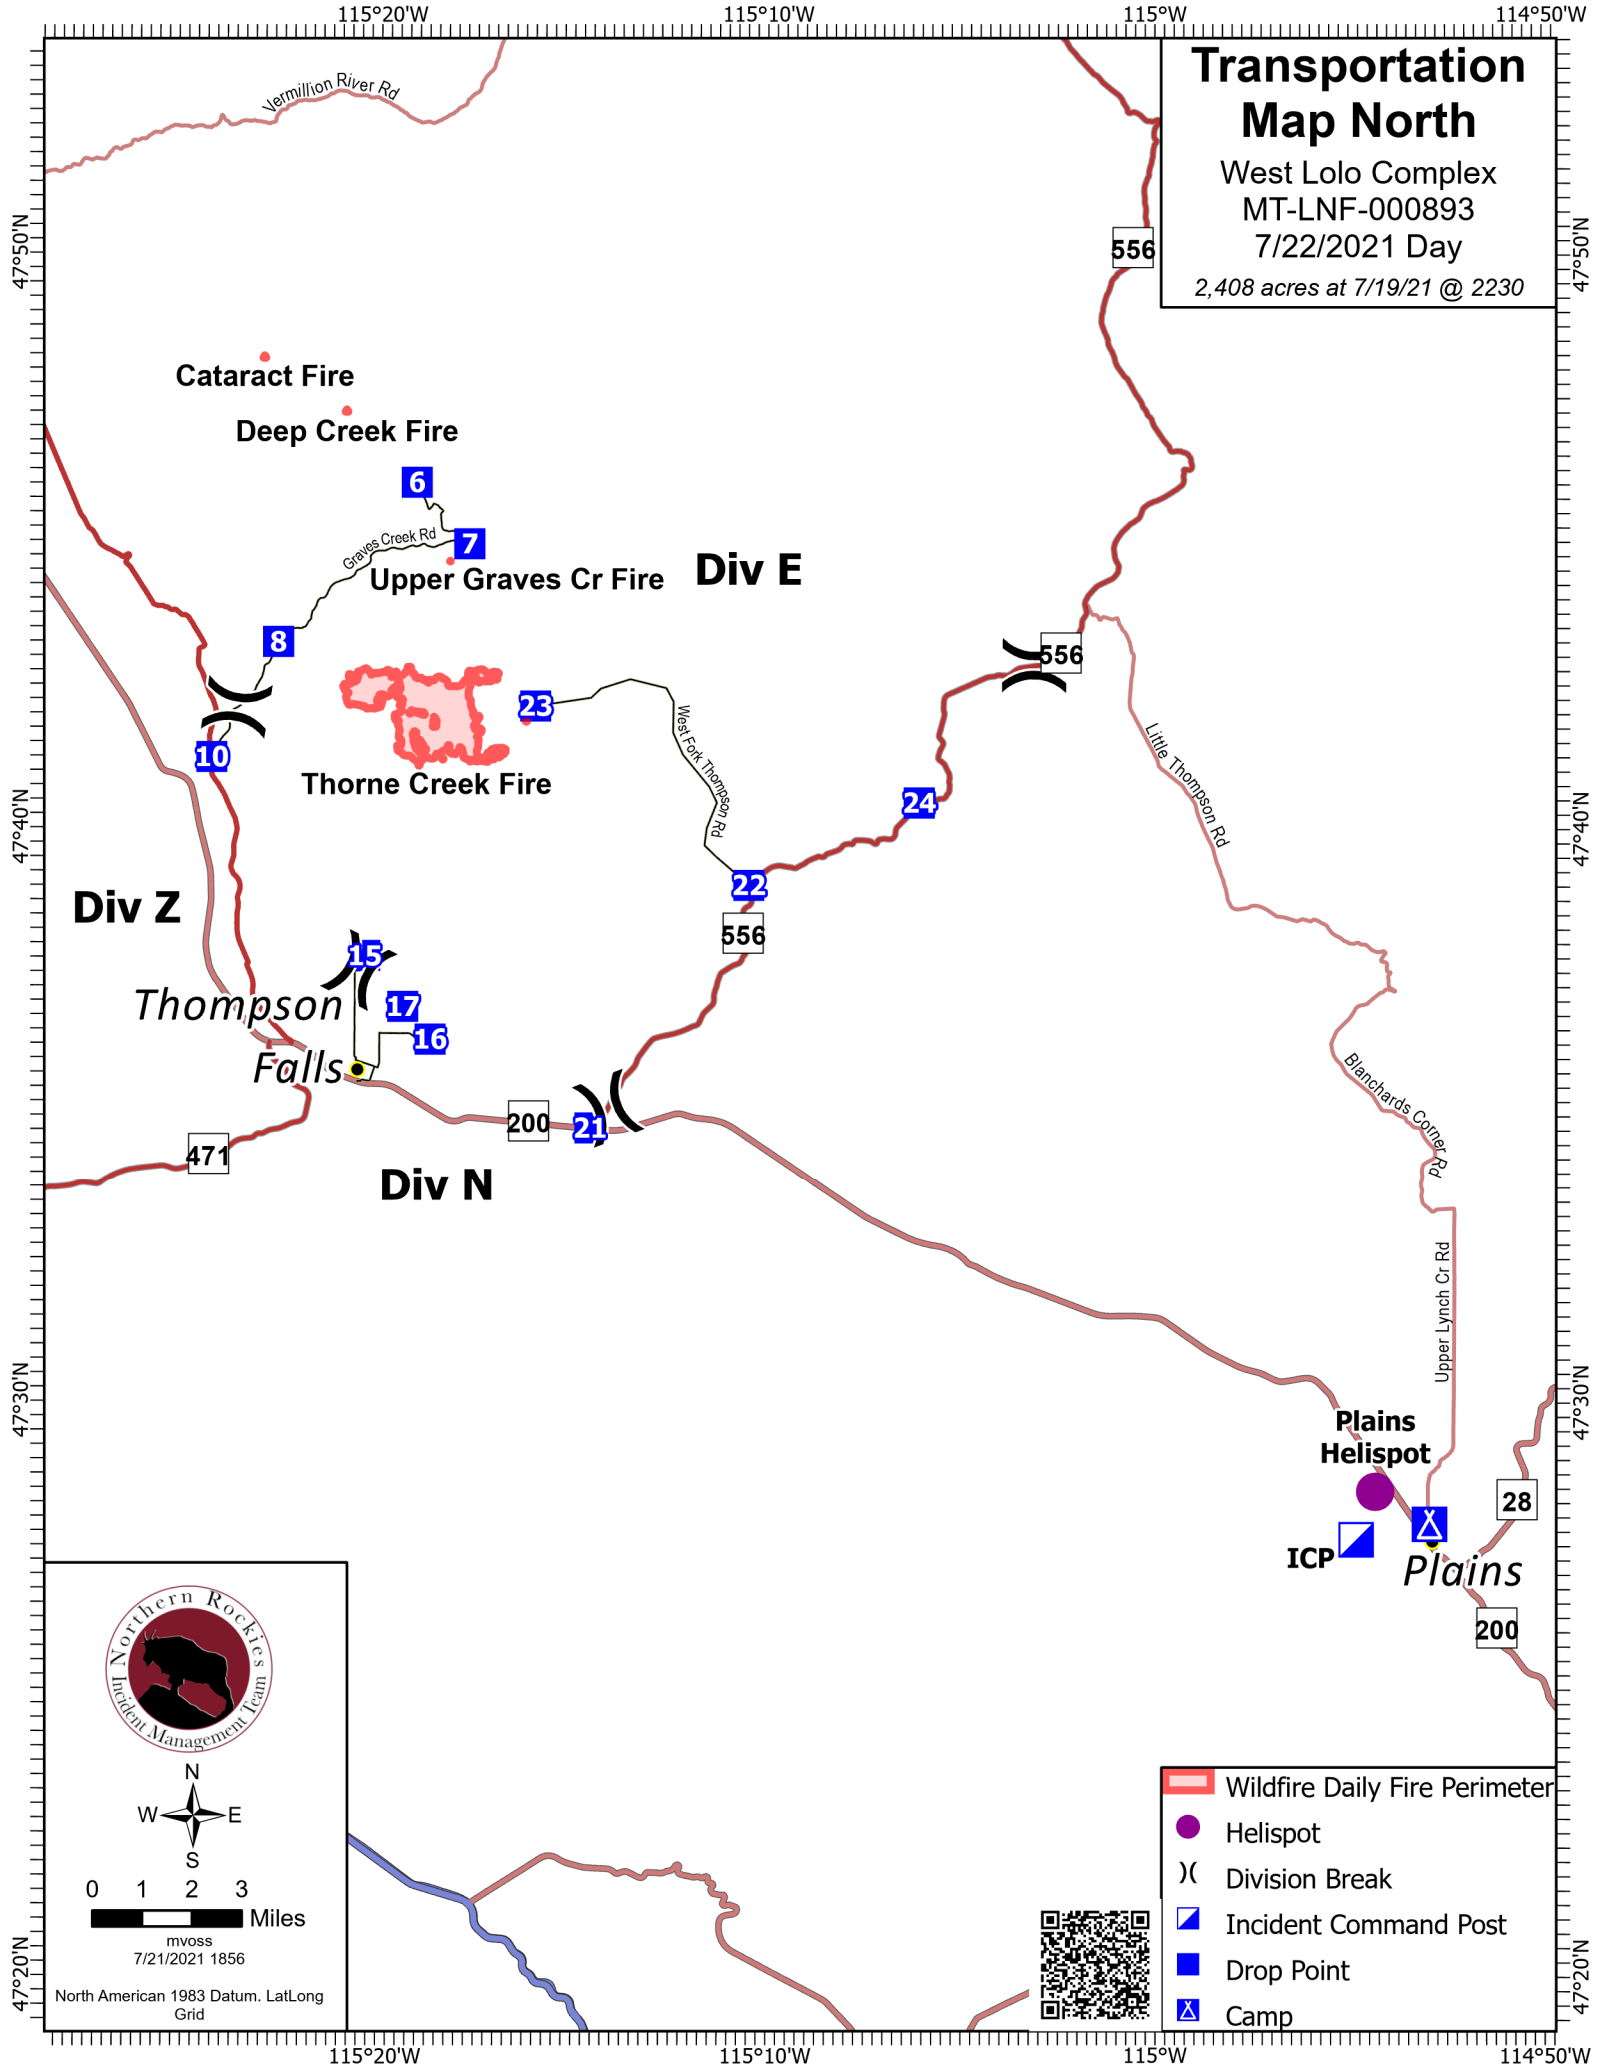 115°20'W 115°10'W 115°W 114°50'W
Transportation
Map North
West Lolo Complex
MT-LNF-000893
7/22/2021 Day
2,408 acres at 7/19/21 @ 2230
Vermillion River Rd
47°50'N
47°50'N
556
Cataract Fire
Deep Creek Fire
6
Graves Creek Rd
7
Upper Graves Cr Fire
Div E
8
556
23
West Fork Thompson Rd
Little Thompson Rd
10
Thorne Creek Fire
24
47°40'N
47°40'N
22
Div Z
556
15
Thompson
Falls
17
16
Blanchards Corner Rd
200
21
471
Div N
Upper Lynch Cr Rd
47°30'N
47°30'N
Plains
Helispot
28
ICP
Plains
200
Northern Rockies
Incident Management Team
N
W E
S
0 1 2 3
Miles
mvoss
7/21/2021 1856
North American 1983 Datum. LatLong
Grid
Wildfire Daily Fire Perimeter
Helispot
Division Break
Incident Command Post
Drop Point
Camp
47°20'N
47°20'N
115°20'W 115°10'W 115°W 114°50'W